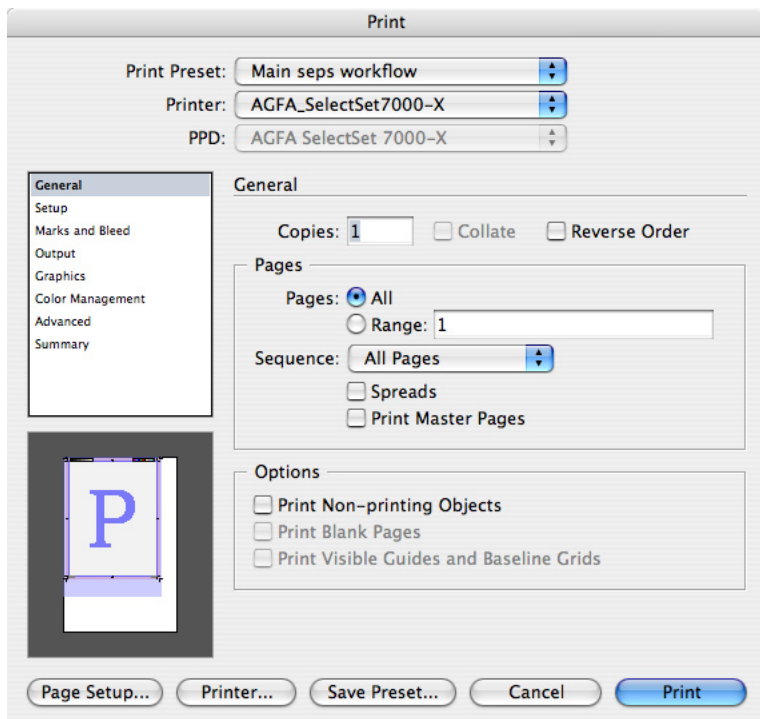 Print
Print Preset: Main seps workflow
Printer: AGFA_SelectSet7000-X
PPD: AGFA SelectSet 7000-X
General
Setup
Marks and Bleed
Output
Graphics
Color Management
Advanced
Summary
General
Copies: 1 Collate Reverse Order
Pages
Pages: All
Range: 1
Sequence: All Pages
Spreads
Print Master Pages
P
Options
Print Non-printing Objects
Print Blank Pages
Print Visible Guides and Baseline Grids
Page Setup... Printer... Save Preset... Cancel Print